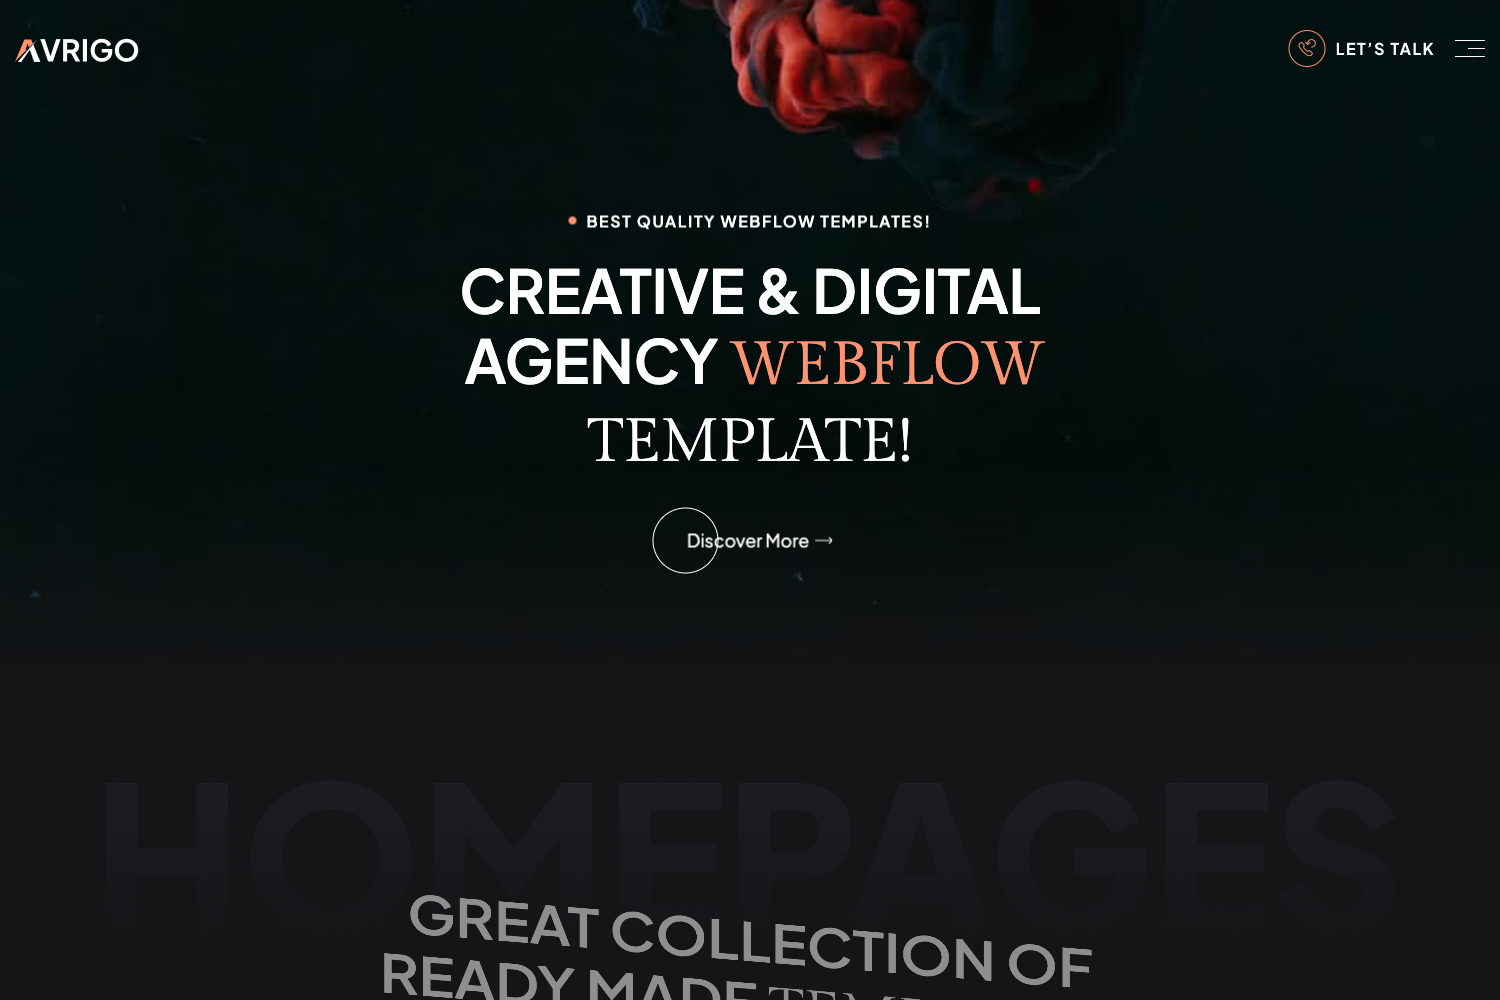 AVRIGO
LET'S TALK
BEST QUALITY WEBFLOW TEMPLATES!
CREATIVE & DIGITAL
AGENCY WEBFLOW
TEMPLATE!
Discover More →
HOMEPAGES
GREAT COLLECTION OF
READY MADE